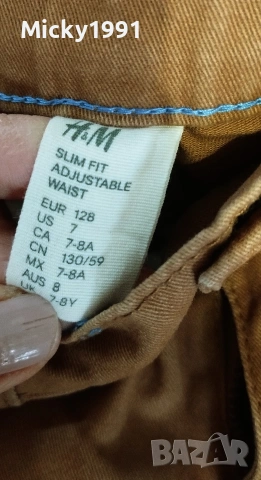 Micky1991
H&M
SLIM FIT
ADJUSTABLE
WAIST
EUR 128
US 7
CA 7-8A
CN 130/59
MX 7-8A
AUS 8
7-8Y
BAZAR